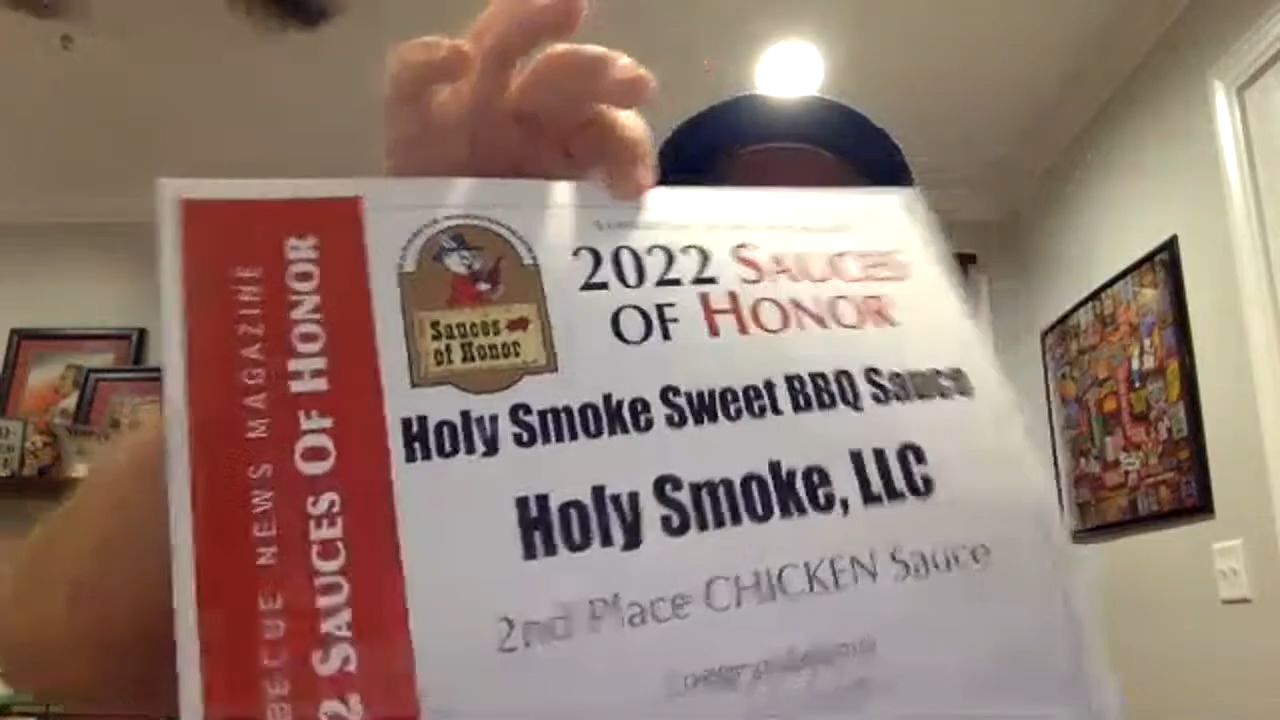 BECUE NEWS MAGAZINE
2 SAUCES OF HONOR
Sauces
of Honor
2022 SAUCES
OF HONOR
Holy Smoke Sweet BBQ Sauce
Holy Smoke, LLC
2nd Place CHICKEN Sauce